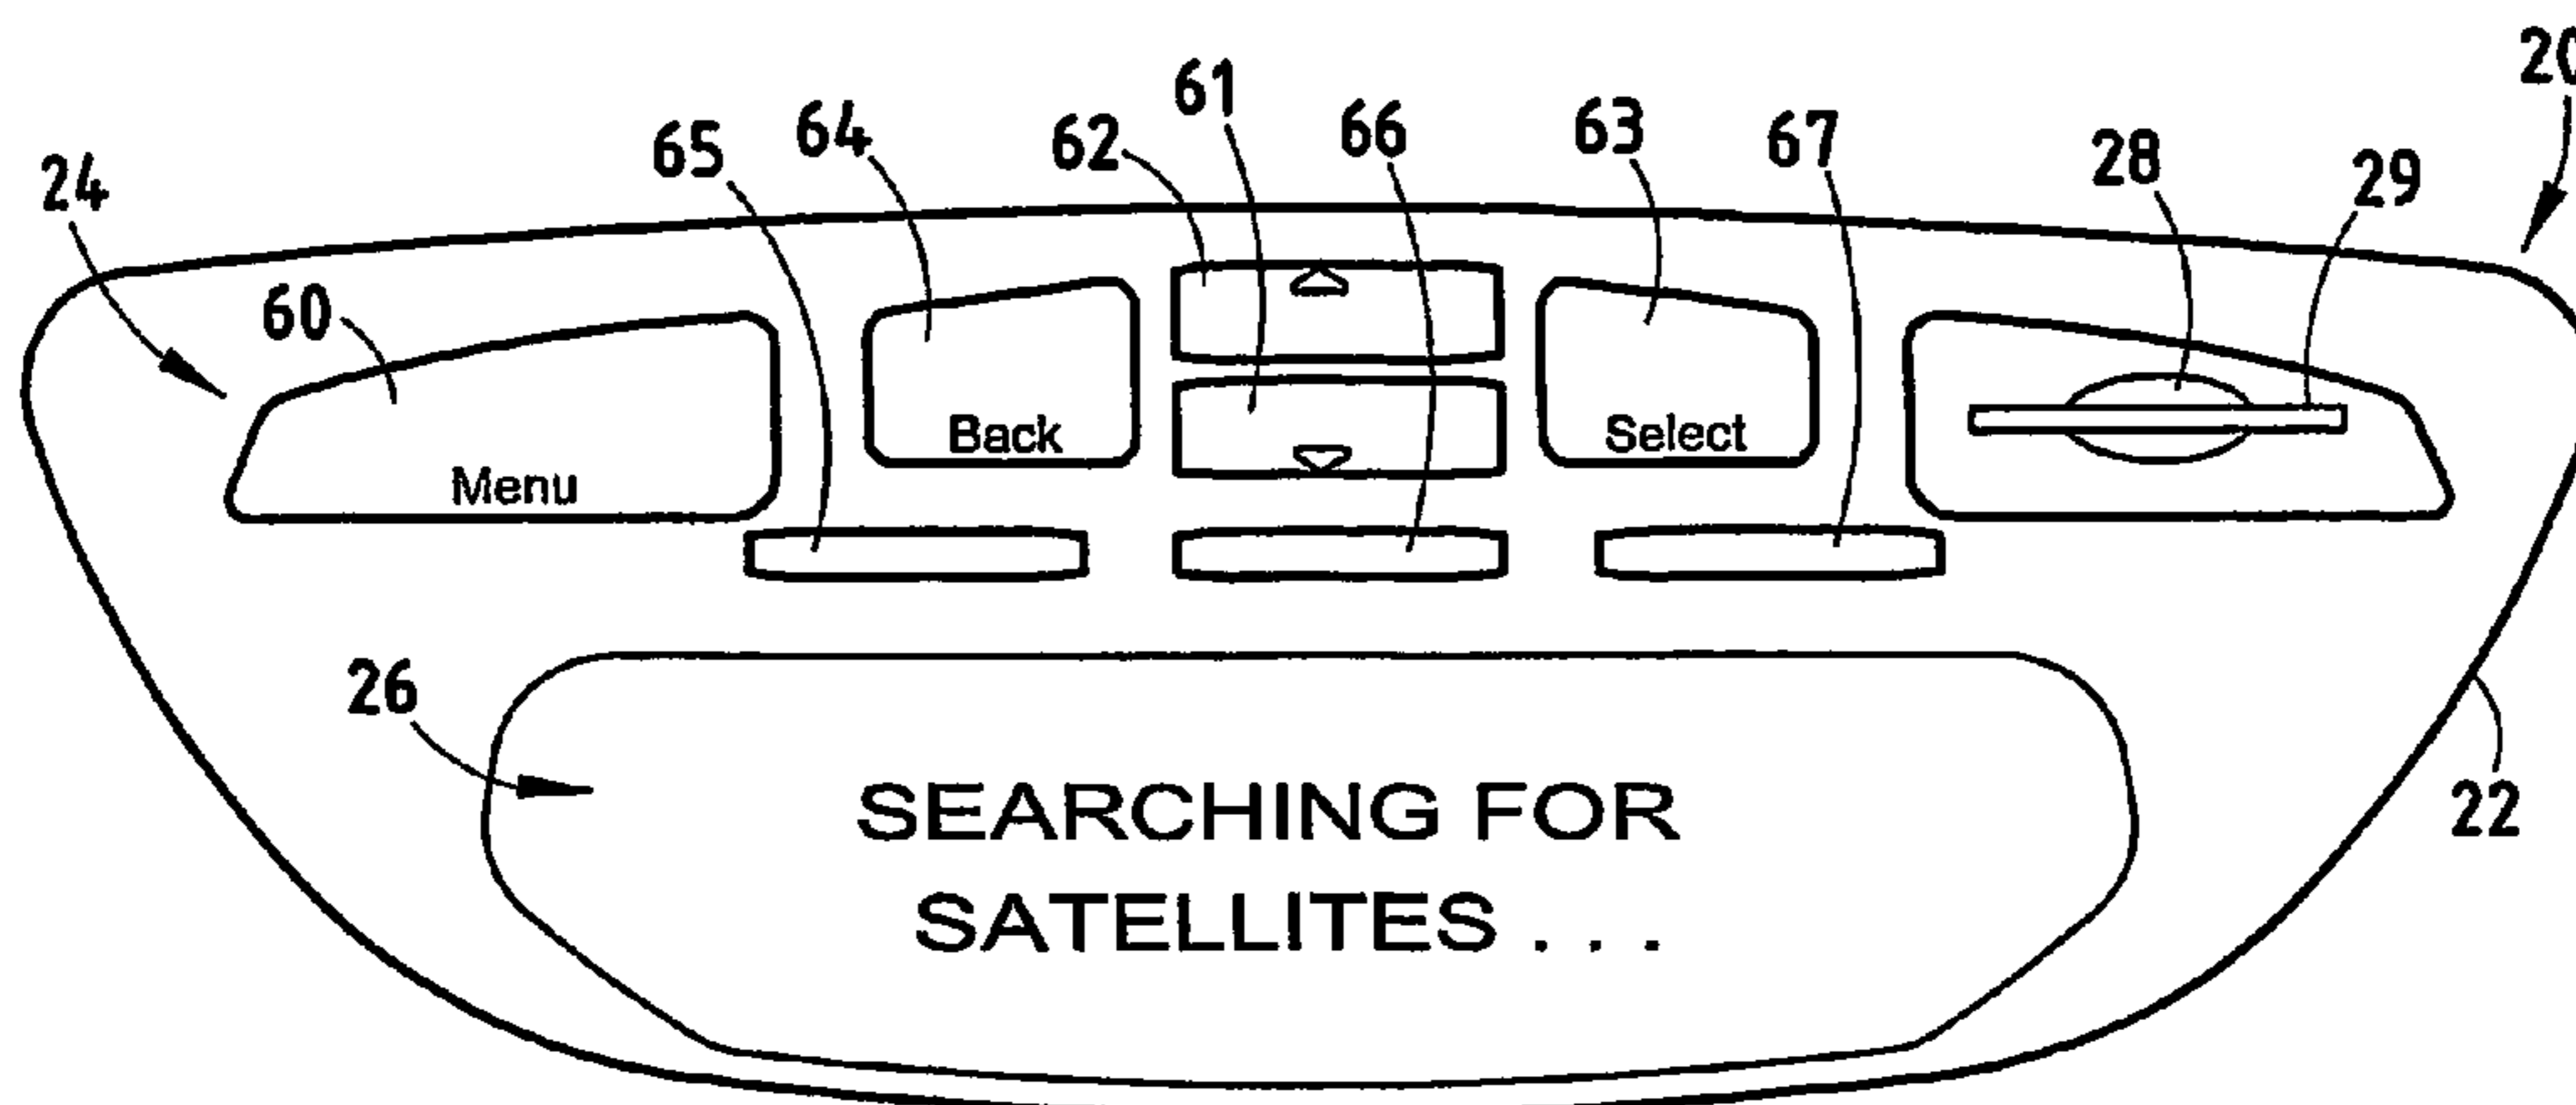 20
61
64
66
63
67
62
65
28
29
24
60
Back
Select
Menu
26
SEARCHING FOR
SATELLITES . . .
22